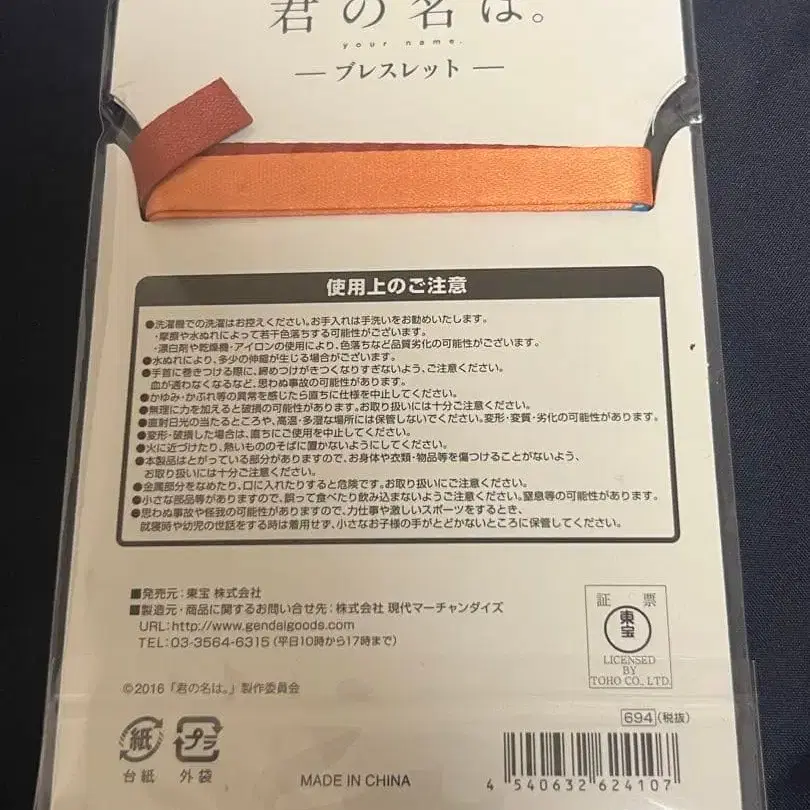 君の名は。
your name.
ブレスレット
使用上のご注意
●洗濯機での洗濯はお控えください。お手入れは手洗いをお勧めいたします。
・摩擦や水ぬれによって若干色落ちする可能性がございます。
・漂白剤や乾燥機・アイロンの使用により、色落ちなど品質劣化の可能性がございます。
●水ぬれにより、多少の伸縮が生じる場合がございます。
●手首に巻きつける際に、締めつけがきつくなりすぎないよう、ご注意ください。
血が通わなくなるなど、思わぬ事故の可能性があります。
●かゆみ・かぶれ等の異常を感じたら直ちに仕様を中止してください。
●無理に力を加えると破損の可能性があります。お取り扱いには十分ご注意ください。
●直射日光の当たるところや、高温・多湿な場所には保管しないでください。変形・変質・劣化の可能性があります。
●変形・破損した場合は、直ちにご使用を中止してください。
●火に近づけたり、熱いもののそばに置かないようにしてください。
●本製品はとがっている部分がありますので、お身体や衣類・物品等を傷つけることがないよう、
お取り扱いには十分ご注意ください。
●金属部分をなめたり、口に入れたりすると危険です。お取り扱いにご注意ください。
●小さな部品等がありますので、誤って食べたり飲み込まないようご注意ください。窒息等の可能性があります。
●思わぬ事故や怪我の可能性がありますので、力仕事や激しいスポーツをするとき、
就寝時や幼児の世話をする時は着用せず、小さなお子様の手がとどかないところに保管してください。
■発売元：東宝 株式会社
■製造元・商品に関するお問い合せ先：株式会社 現代マーチャンダイズ
URL：http://www.gendaigoods.com
TEL：03-3564-6315 (平日10時から17時まで)
証 票
東宝
LICENSED
BY
TOHO CO., LTD.
©2016「君の名は。」製作委員会
694 (税抜)
紙
プラ
台紙
外袋
MADE IN CHINA
4 540632 624107